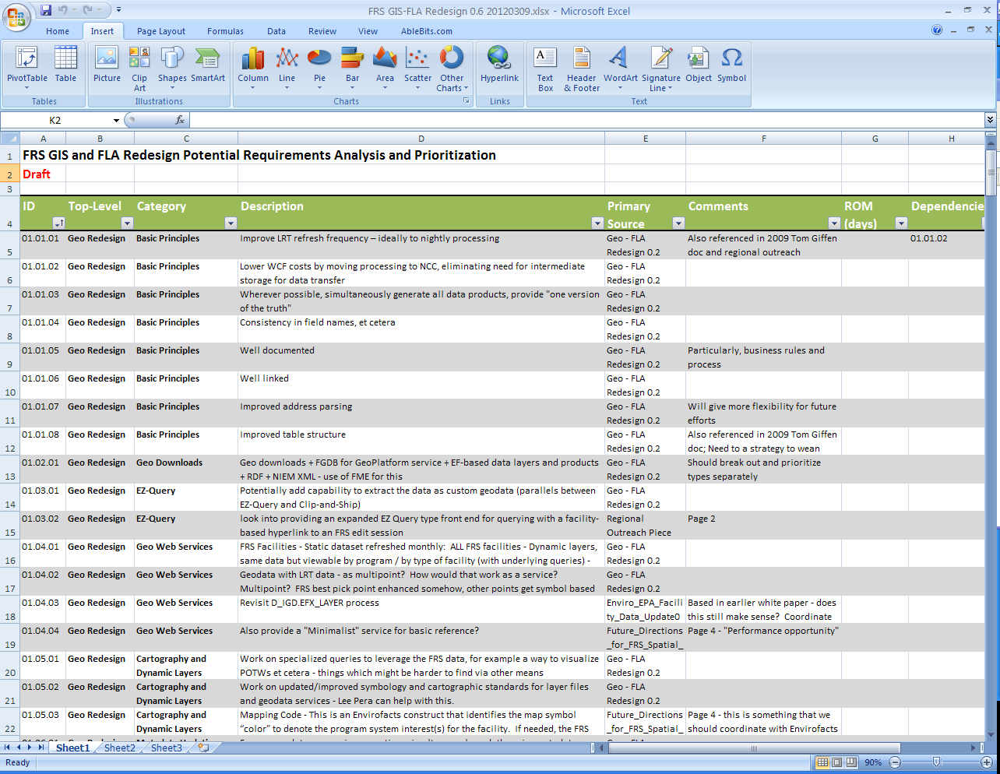 FRS GIS-FLA Redesign 0.6 20120309.xlsx - Microsoft Excel
Home Insert Page Layout Formulas Data Review View AbleBits.com
PivotTable Table Picture Clip Art Shapes SmartArt Column Line Pie Bar Area Scatter Other Charts Hyperlink Text Box Header & Footer WordArt Signature Line Object Symbol
Tables Illustrations Charts Links Text
K2 fx
A B C D E F G H
1 FRS GIS and FLA Redesign Potential Requirements Analysis and Prioritization
2 Draft
3
ID Top-Level Category Description Primary Comments ROM Dependencie
4 Source (days)
01.01.01 Geo Redesign Basic Principles Improve LRT refresh frequency – ideally to nightly processing Geo - FLA Also referenced in 2009 Tom Giffen 01.01.02
5 Redesign 0.2 doc and regional outreach
01.01.02 Geo Redesign Basic Principles Lower WCF costs by moving processing to NCC, eliminating need for intermediate Geo - FLA
6 storage for data transfer Redesign 0.2
01.01.03 Geo Redesign Basic Principles Wherever possible, simultaneously generate all data products, provide "one version Geo - FLA
7 of the truth" Redesign 0.2
01.01.04 Geo Redesign Basic Principles Consistency in field names, et cetera Geo - FLA
8 Redesign 0.2
01.01.05 Geo Redesign Basic Principles Well documented Geo - FLA Particularly, business rules and
9 Redesign 0.2 process
01.01.06 Geo Redesign Basic Principles Well linked Geo - FLA
10 Redesign 0.2
01.01.07 Geo Redesign Basic Principles Improved address parsing Geo - FLA Will give more flexibility for future
11 Redesign 0.2 efforts
01.01.08 Geo Redesign Basic Principles Improved table structure Geo - FLA Also referenced in 2009 Tom Giffen
12 Redesign 0.2 doc; Need to a strategy to wean
01.02.01 Geo Redesign Geo Downloads Geo downloads + FGDB for GeoPlatform service + EF-based data layers and products Geo - FLA Should break out and prioritize
13 + RDF + NIEM XML - use of FME for this Redesign 0.2 types separately
01.03.01 Geo Redesign EZ-Query Potentially add capability to extract the data as custom geodata (parallels between Geo - FLA
14 EZ-Query and Clip-and-Ship) Redesign 0.2
01.03.02 Geo Redesign EZ-Query look into providing an expanded EZ Query type front end for querying with a facility- Regional Page 2
15 based hyperlink to an FRS edit session Outreach Piece
01.04.01 Geo Redesign Geo Web Services FRS Facilities - Static dataset refreshed monthly: ALL FRS facilities - Dynamic layers, Geo - FLA
16 same data but viewable by program / by type of facility (with underlying queries) - Redesign 0.2
01.04.02 Geo Redesign Geo Web Services Geodata with LRT data - as multipoint? How would that work as a service? Geo - FLA
17 Multipoint? FRS best pick point enhanced somehow, other points get symbol based Redesign 0.2
01.04.03 Geo Redesign Geo Web Services Revisit D_IGD.EFX_LAYER process Enviro_EPA_Facili Based in earlier white paper - does
18 ty_Data_Update0 this still make sense? Coordinate
01.04.04 Geo Redesign Geo Web Services Also provide a "Minimalist" service for basic reference? Future_Directions Page 4 - "Performance opportunity"
19 _for_FRS_Spatial_
01.05.01 Geo Redesign Cartography and Work on specialized queries to leverage the FRS data, for example a way to visualize Geo - FLA
20 Dynamic Layers POTWs et cetera - things which might be harder to find via other means Redesign 0.2
01.05.02 Geo Redesign Cartography and Work on updated/improved symbology and cartographic standards for layer files Geo - FLA
21 Dynamic Layers and geodata services - Lee Pera can help with this. Redesign 0.2
01.05.03 Geo Redesign Cartography and Mapping Code - This is an Envirofacts construct that identifies the map symbol Future_Directions Page 4 - this is something that we
22 Dynamic Layers “color” to denote the program system interest(s) for the facility. If needed, the FRS _for_FRS_Spatial_ should coordinate with Envirofacts
Sheet1 Sheet2 Sheet3
Ready 90%